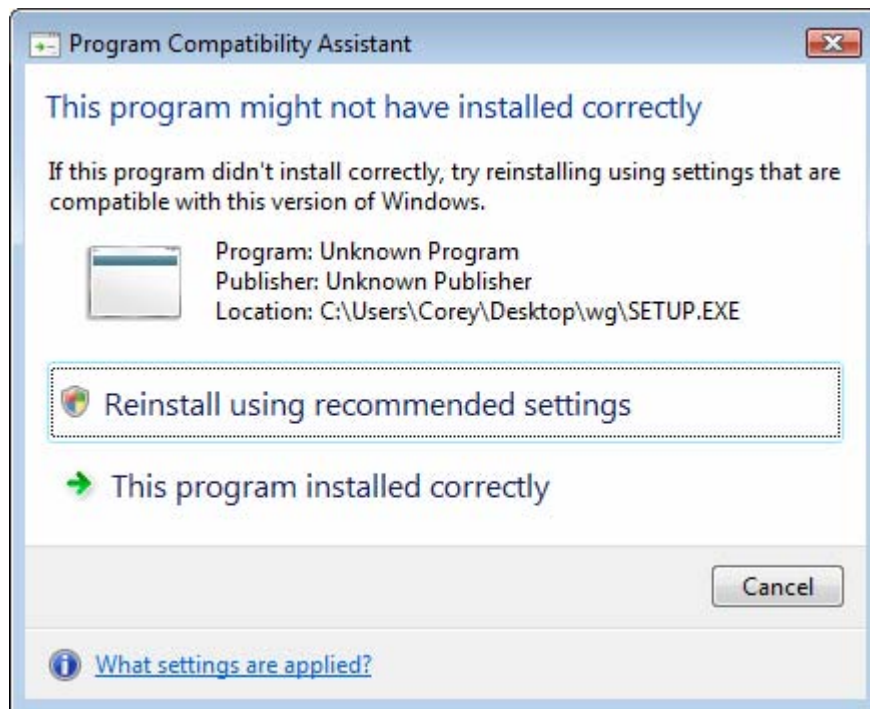 Program Compatibility Assistant
This program might not have installed correctly
If this program didn't install correctly, try reinstalling using settings that are
compatible with this version of Windows.
Program: Unknown Program
Publisher: Unknown Publisher
Location: C:\Users\Corey\Desktop\wg\SETUP.EXE
Reinstall using recommended settings
This program installed correctly
Cancel
What settings are applied?